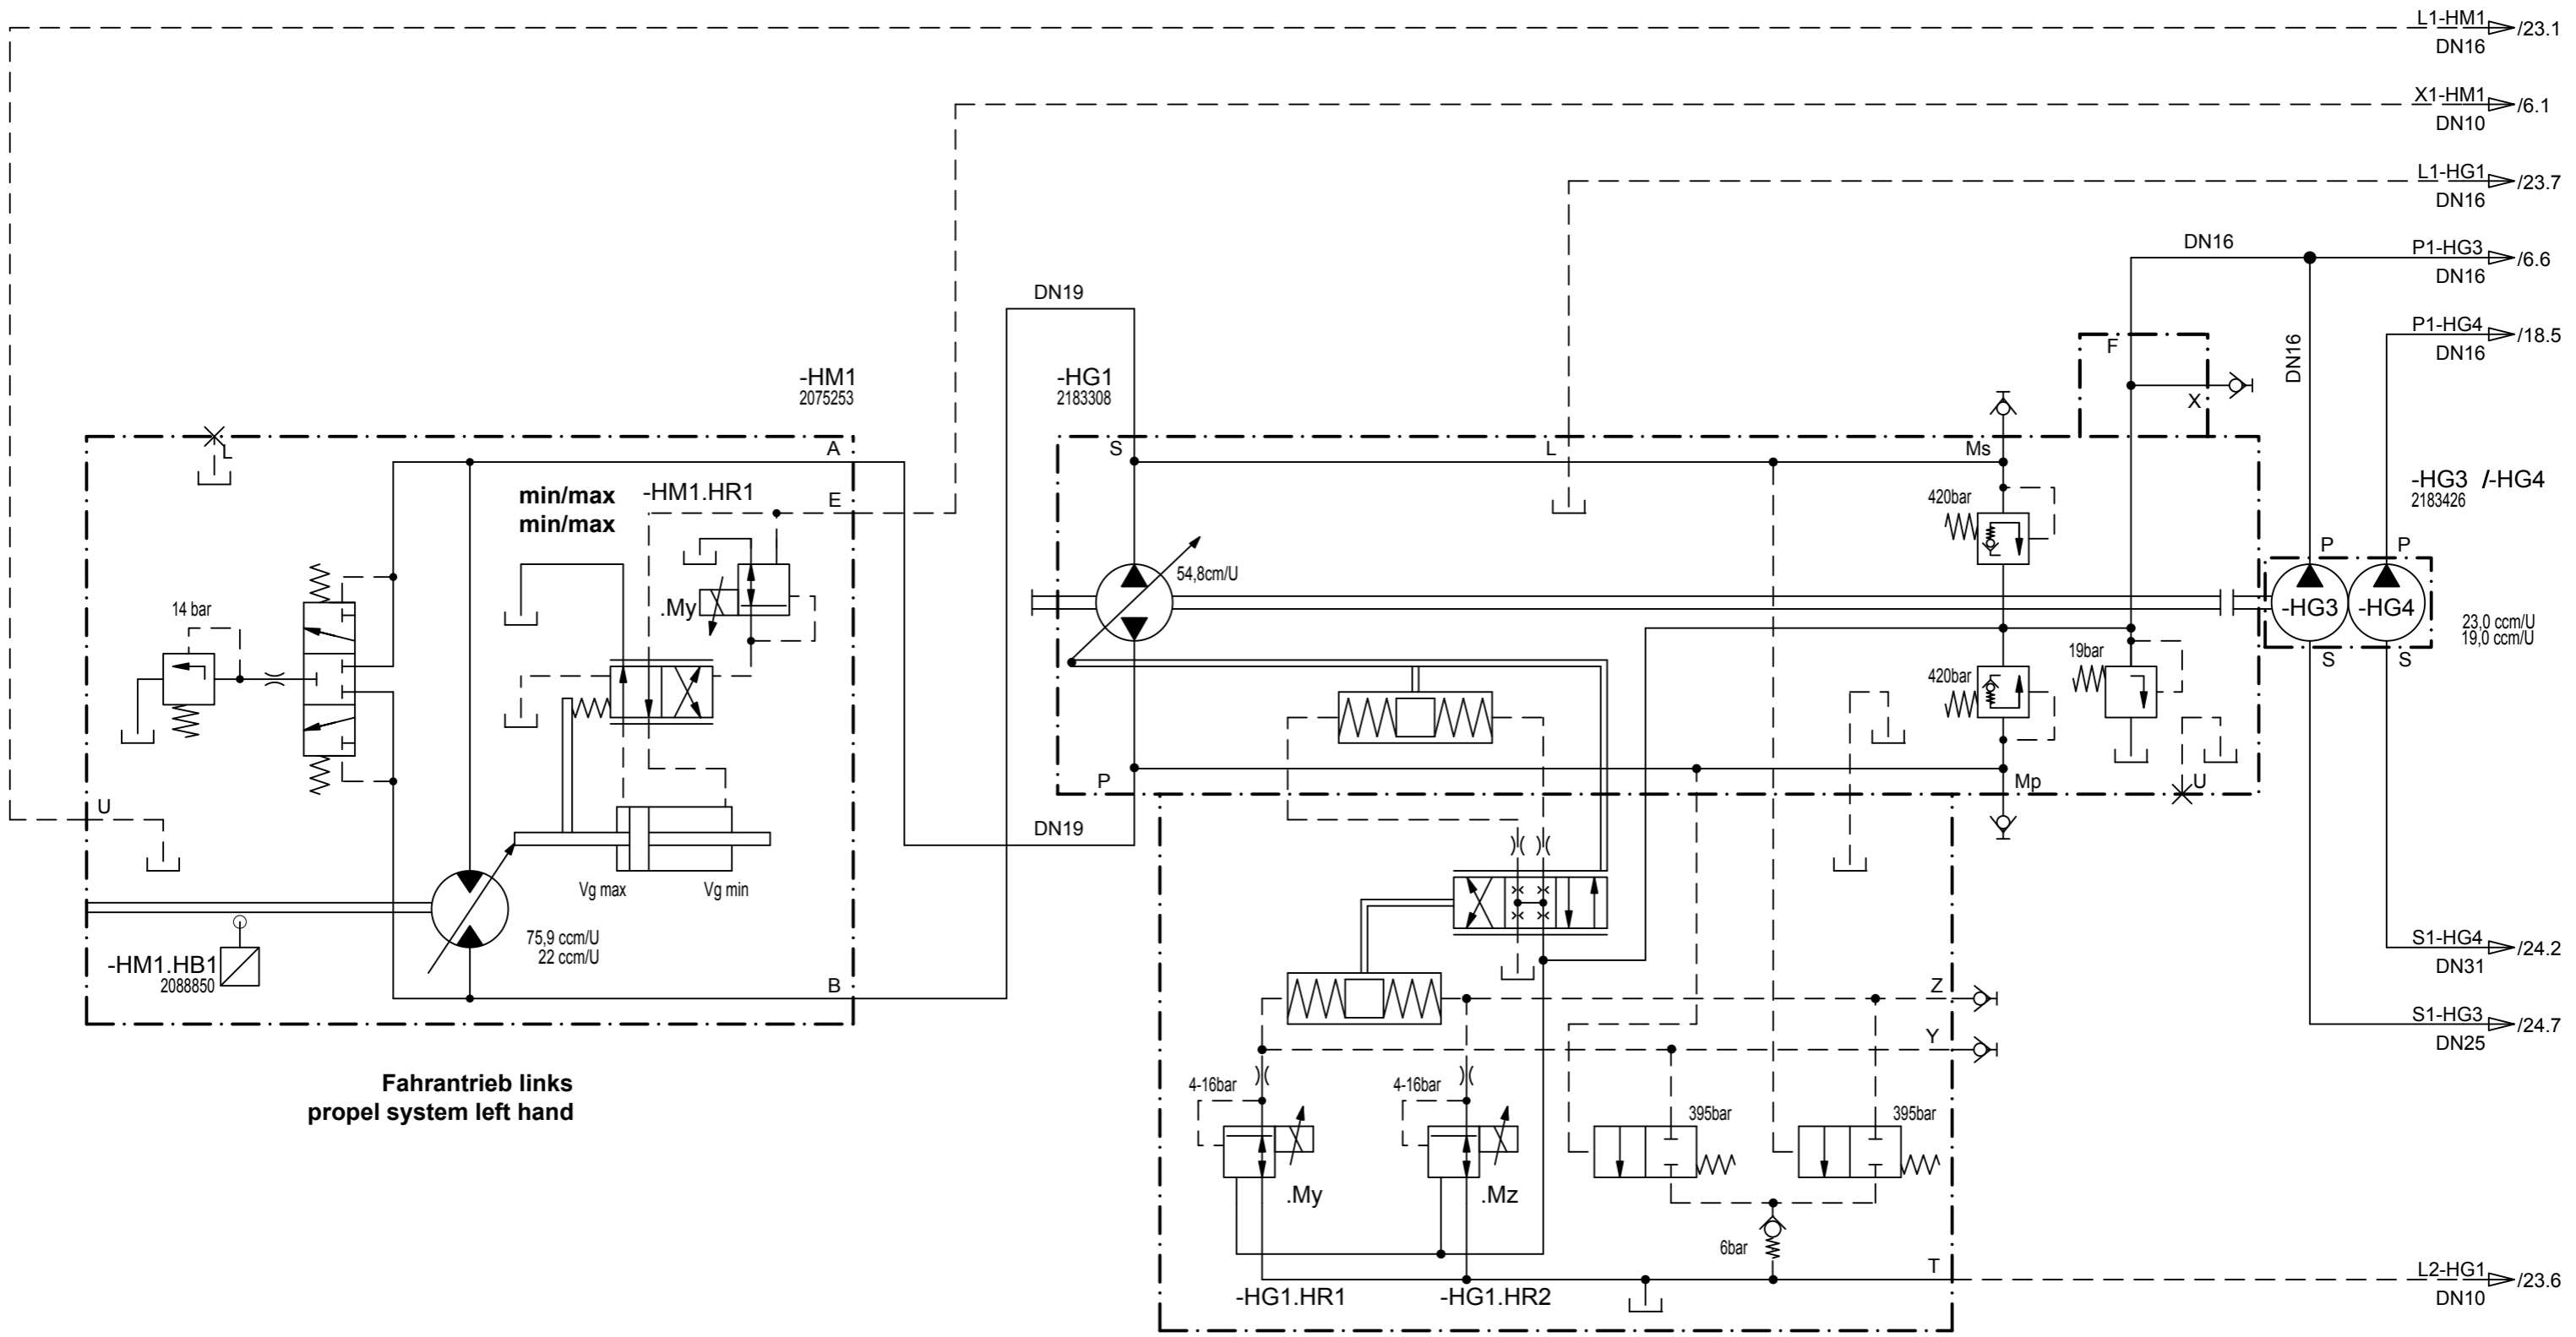 L1-HM1
/23.1
DN16
X1-HM1
/6.1
DN10
L1-HG1
/23.7
DN16
DN16
P1-HG3
/6.6
DN16
DN19
P1-HG4
/18.5
DN16
DN16
F
X
-HM1
2075253
-HG1
2183308
L
A
S
L
Ms
-HG3 /-HG4
2183426
min/max
min/max
-HM1.HR1
E
420bar
P
P
54,8cm/U
14 bar
.My
-HG3
-HG4
23,0 ccm/U
19,0 ccm/U
19bar
420bar
S
S
P
Mp
U
U
DN19
Vg max
Vg min
75,9 ccm/U
22 ccm/U
-HM1.HB1
2088850
B
S1-HG4
/24.2
DN31
Z
S1-HG3
/24.7
DN25
Y
Fahrantrieb links
propel system left hand
4-16bar
4-16bar
395bar
395bar
.My
.Mz
6bar
T
L2-HG1
/23.6
DN10
-HG1.HR1
-HG1.HR2